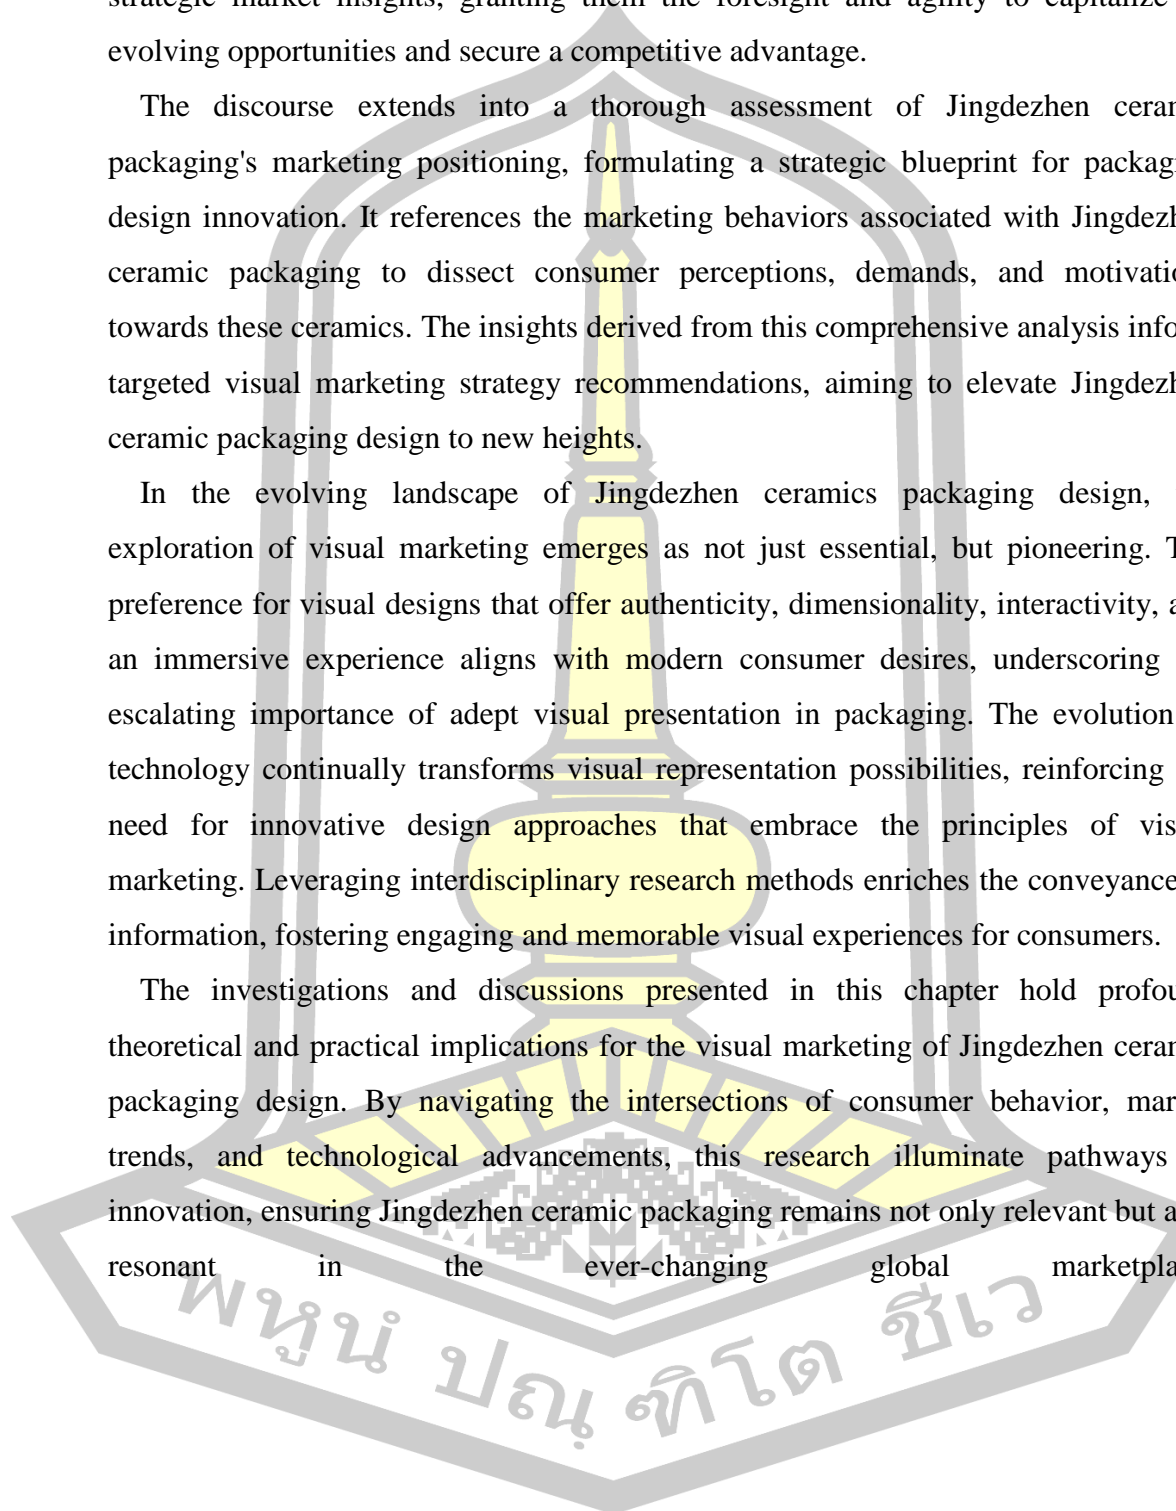 strategic market insights, granting them the foresight and agility to capitalize
evolving opportunities and secure a competitive advantage.
The discourse extends into a thorough assessment of Jingdezhen ceram
packaging's marketing positioning, formulating a strategic blueprint for packagi
design innovation. It references the marketing behaviors associated with Jingdezh
ceramic packaging to dissect consumer perceptions, demands, and motivatio
towards these ceramics. The insights derived from this comprehensive analysis info
targeted visual marketing strategy recommendations, aiming to elevate Jingdezh
ceramic packaging design to new heights.
In the evolving landscape of Jingdezhen ceramics packaging design,
exploration of visual marketing emerges as not just essential, but pioneering. T
preference for visual designs that offer authenticity, dimensionality, interactivity, a
an immersive experience aligns with modern consumer desires, underscoring
escalating importance of adept visual presentation in packaging. The evolution
technology continually transforms visual representation possibilities, reinforcing
need for innovative design approaches that embrace the principles of vis
marketing. Leveraging interdisciplinary research methods enriches the conveyance
information, fostering engaging and memorable visual experiences for consumers.
The investigations and discussions presented in this chapter hold profou
theoretical and practical implications for the visual marketing of Jingdezhen ceram
packaging design. By navigating the intersections of consumer behavior, mar
trends, and technological advancements, this research illuminate pathways
innovation, ensuring Jingdezhen ceramic packaging remains not only relevant but a
resonant in the ever-changing global marketpla
พหูนํ ปณฺฑิโต ชีเว